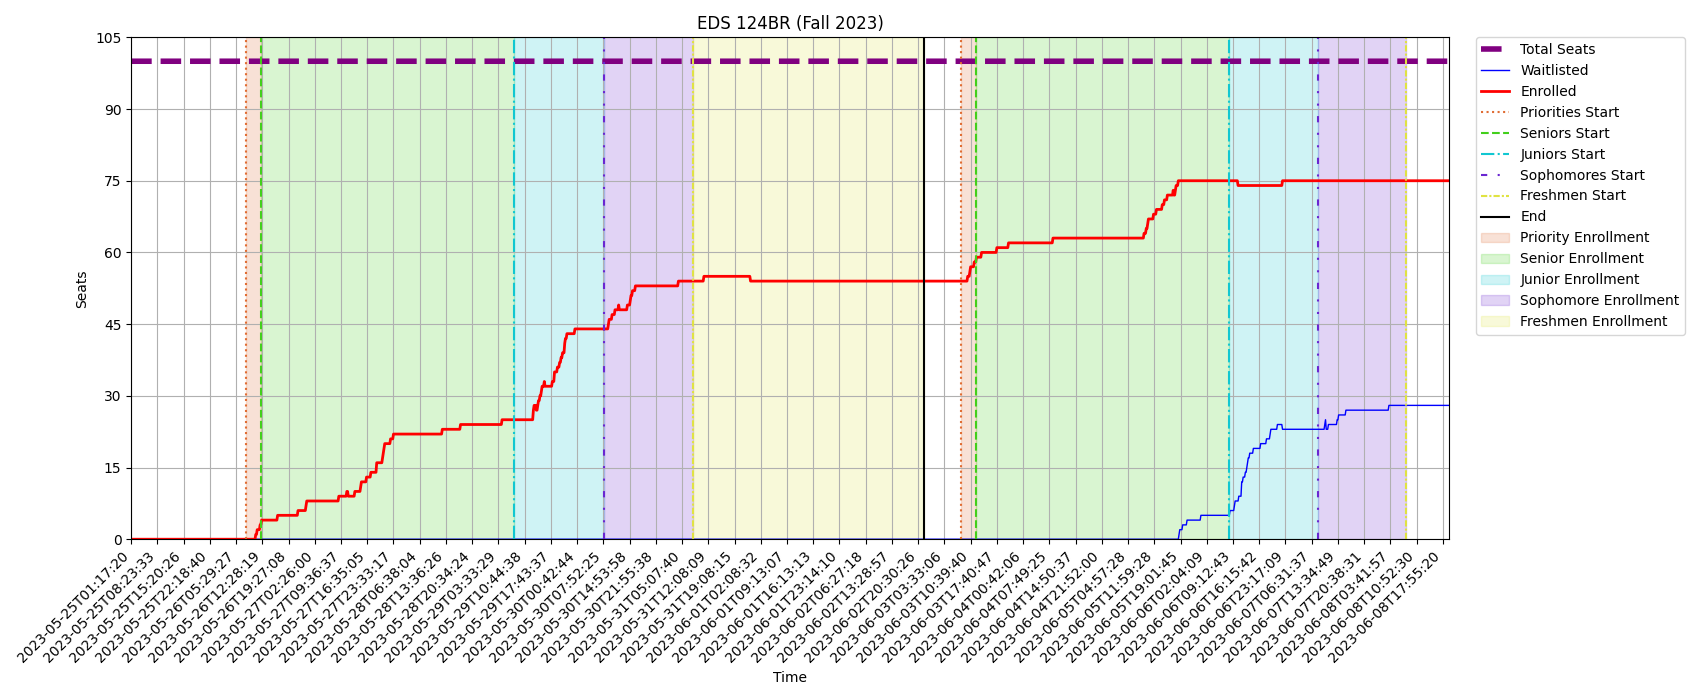 EDS 124BR (Fall 2023)
105
90
75
60
45
30
15
0
Seats
2023-05-25T01:17:20
2023-05-25T08:23:33
2023-05-25T15:20:26
2023-05-25T22:18:40
2023-05-26T05:29:27
2023-05-26T12:28:19
2023-05-26T19:27:08
2023-05-27T02:26:00
2023-05-27T09:36:37
2023-05-27T16:35:05
2023-05-27T23:33:17
2023-05-28T06:38:04
2023-05-28T13:36:26
2023-05-28T20:34:24
2023-05-29T03:33:29
2023-05-29T10:44:38
2023-05-29T17:43:37
2023-05-30T00:42:44
2023-05-30T07:52:25
2023-05-30T14:53:58
2023-05-30T21:55:38
2023-05-31T05:07:40
2023-05-31T12:08:09
2023-05-31T19:08:15
2023-06-01T02:08:32
2023-06-01T09:13:07
2023-06-01T16:13:13
2023-06-01T23:14:10
2023-06-02T06:27:18
2023-06-02T13:28:57
2023-06-02T20:30:26
2023-06-03T03:33:06
2023-06-03T10:39:40
2023-06-03T17:40:47
2023-06-04T00:42:06
2023-06-04T07:49:25
2023-06-04T14:50:37
2023-06-04T21:52:00
2023-06-05T04:57:28
2023-06-05T11:59:28
2023-06-05T19:01:45
2023-06-06T02:04:09
2023-06-06T09:12:43
2023-06-06T16:15:42
2023-06-06T23:17:09
2023-06-07T06:31:37
2023-06-07T13:34:49
2023-06-07T20:38:31
2023-06-08T03:41:57
2023-06-08T10:52:30
2023-06-08T17:55:20
Time
Total Seats
Waitlisted
Enrolled
Priorities Start
Seniors Start
Juniors Start
Sophomores Start
Freshmen Start
End
Priority Enrollment
Senior Enrollment
Junior Enrollment
Sophomore Enrollment
Freshmen Enrollment